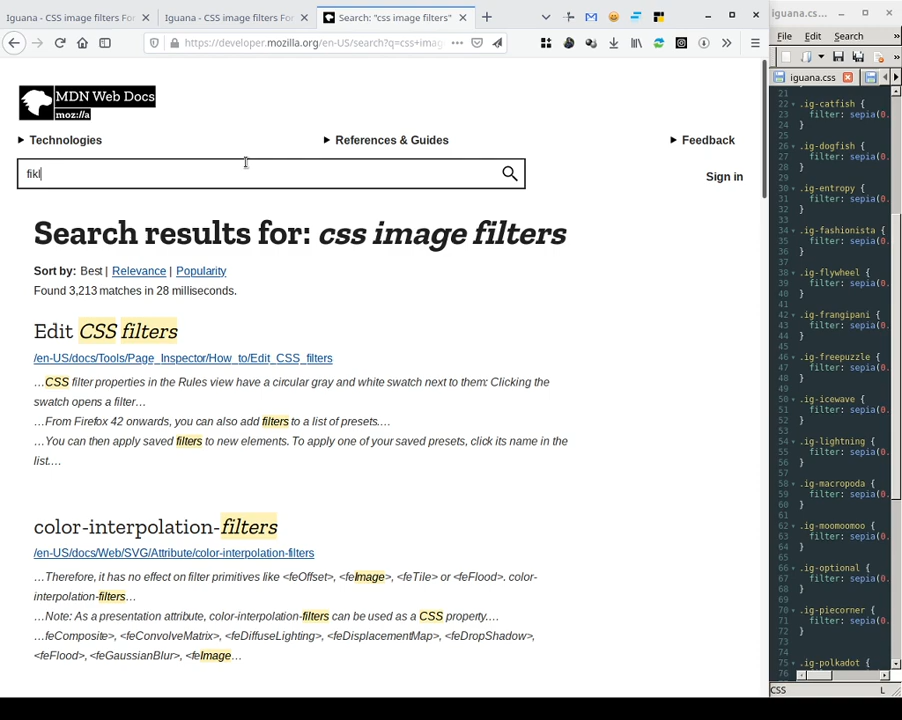 Iguana - CSS image filters For
Iguana - CSS image filters For
Search: "css image filters"
iguana.cs…
https://developer.mozilla.org/en-US/search?q=css+imag
File Edit Search »
MDN Web Docs
moz://a
iguana.css
Technologies
References & Guides
Feedback
fikl
Sign in
Search results for: css image filters
Sort by: Best | Relevance | Popularity
Found 3,213 matches in 28 milliseconds.
Edit CSS filters
/en-US/docs/Tools/Page_Inspector/How_to/Edit_CSS_filters
…CSS filter properties in the Rules view have a circular gray and white swatch next to them: Clicking the
swatch opens a filter…
…From Firefox 42 onwards, you can also add filters to a list of presets.…
…You can then apply saved filters to new elements. To apply one of your saved presets, click its name in the
list.…
color-interpolation-filters
/en-US/docs/Web/SVG/Attribute/color-interpolation-filters
…Therefore, it has no effect on filter primitives like <feOffset>, <feImage>, <feTile> or <feFlood>. color-
interpolation-filters…
…Note: As a presentation attribute, color-interpolation-filters can be used as a CSS property.…
…feComposite>, <feConvolveMatrix>, <feDiffuseLighting>, <feDisplacementMap>, <feDropShadow>,
<feFlood>, <feGaussianBlur>, <feImage…
21
22 .ig-catfish {
23 filter: sepia(0.
24 }
25
26 .ig-dogfish {
27 filter: sepia(0.
28 }
29
30 .ig-entropy {
31 filter: sepia(0.
32 }
33
34 .ig-fashionista {
35 filter: sepia(0.
36 }
37
38 .ig-flywheel {
39 filter: sepia(0.
40 }
41
42 .ig-frangipani {
43 filter: sepia(0.
44 }
45
46 .ig-freepuzzle {
47 filter: sepia(0.
48 }
49
50 .ig-icewave {
51 filter: sepia(0.
52 }
53
54 .ig-lightning {
55 filter: sepia(0.
56 }
57
58 .ig-macropoda {
59 filter: sepia(0.
60 }
61
62 .ig-moomoomoo {
63 filter: sepia(0.
64 }
65
66 .ig-optional {
67 filter: sepia(0.
68 }
69
70 .ig-piecorner {
71 filter: sepia(0.
72 }
73
74
75 .ig-polkadot {
76
CSS L